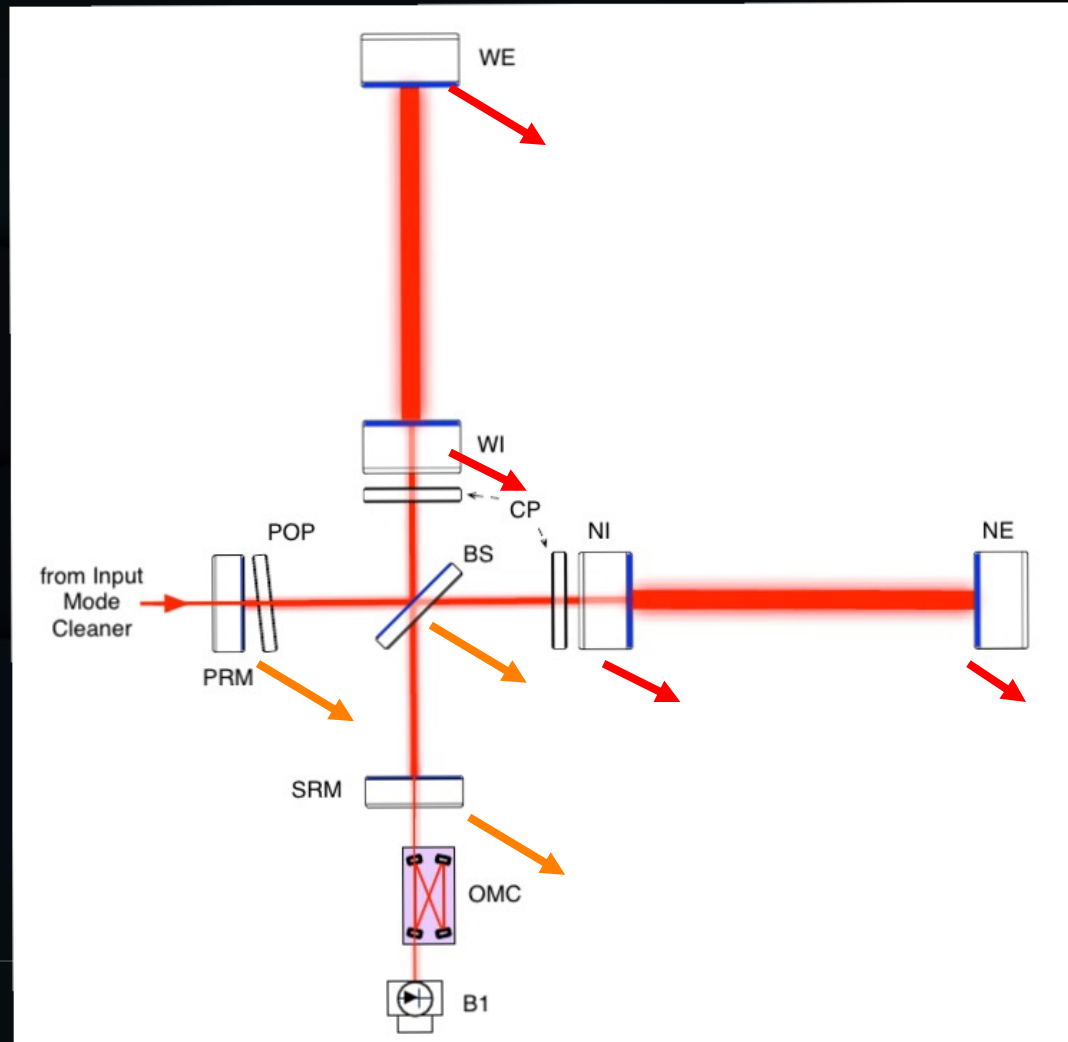 WE
WI
CP
POP
BS
NI
NE
from Input
Mode
Cleaner
PRM
SRM
OMC
B1